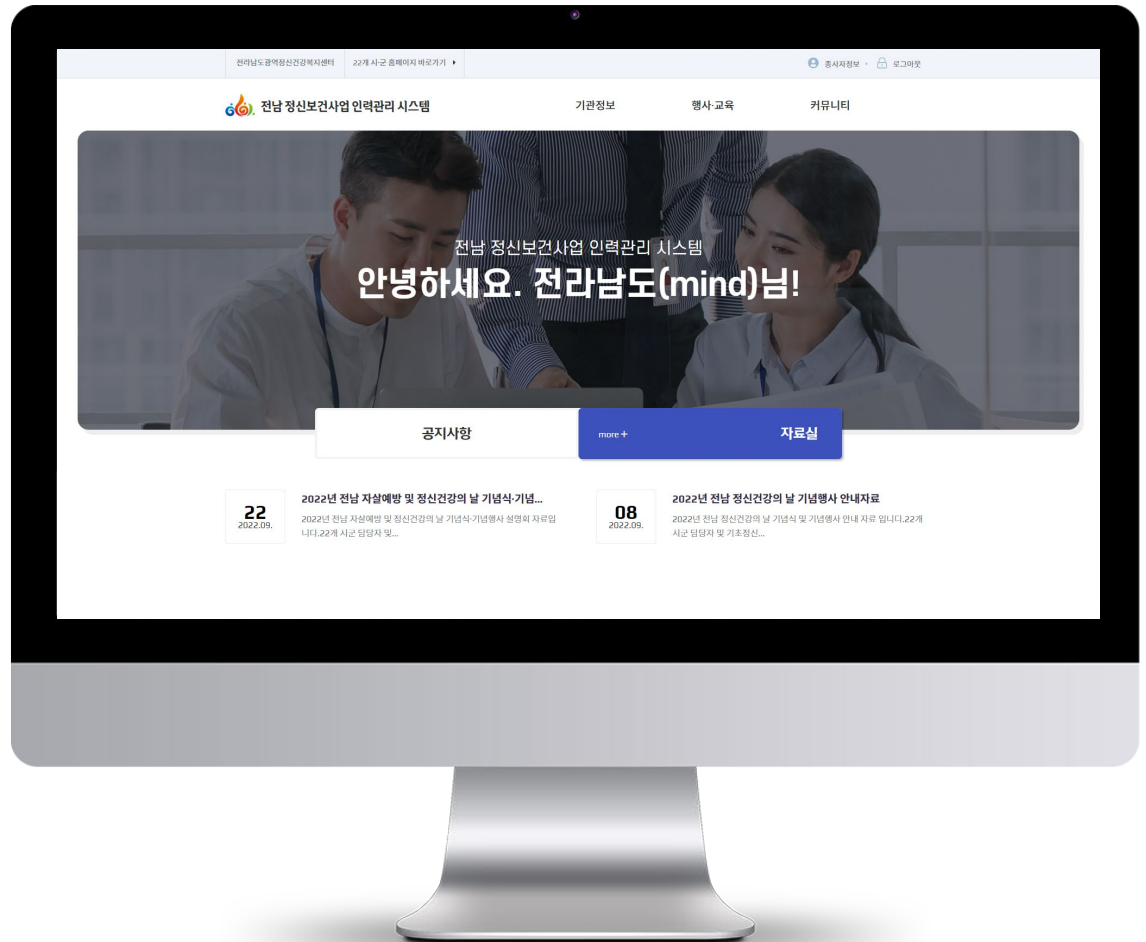 전라남도광역정신건강복지센터 22개 시·군 홈페이지 바로가기
종사자정보 로그아웃
전남 정신보건사업 인력관리 시스템
기관정보 행사·교육 커뮤니티
전남 정신보건사업 인력관리 시스템
안녕하세요. 전라남도(mind)님!
공지사항
more + 자료실
22
2022.09.
2022년 전남 자살예방 및 정신건강의 날 기념식·기념...
2022년 전남 자살예방 및 정신건강의 날 기념식·기념행사 설명회 자료입
니다.22개 시군 담당자 및...
08
2022.09.
2022년 전남 정신건강의 날 기념행사 안내자료
2022년 전남 정신건강의 날 기념식 및 기념행사 안내 자료 입니다.22개
시군 담당자 및 기초정신...